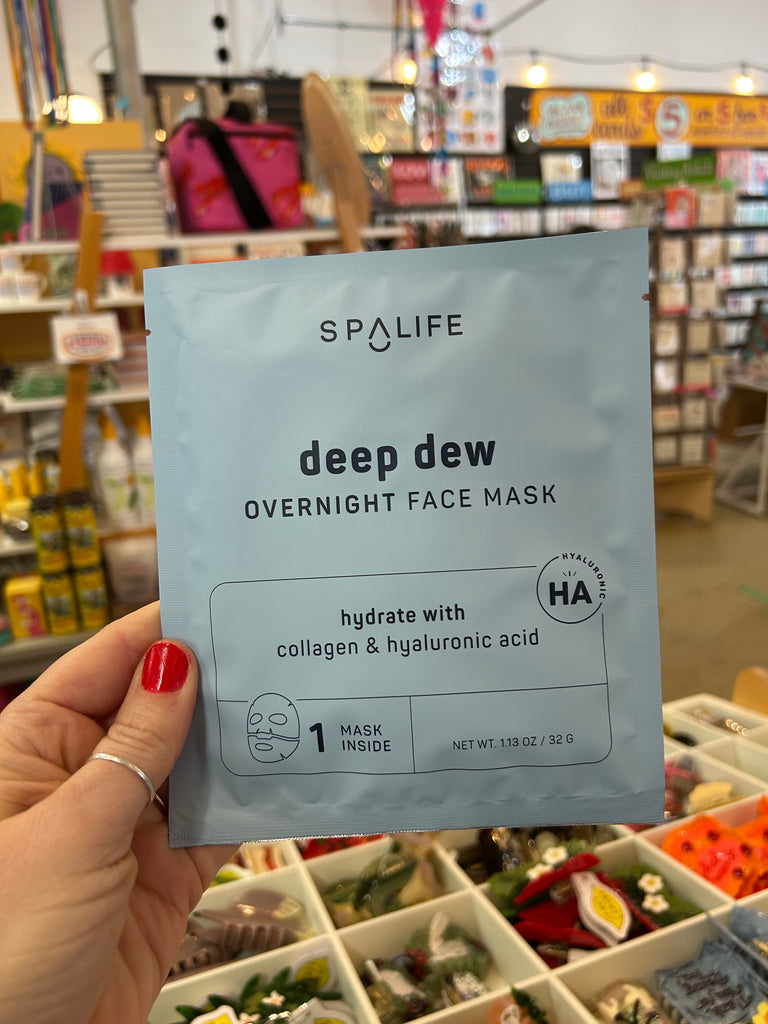 SPALIFE
deep dew
OVERNIGHT FACE MASK
HYALURONIC
HA
hydrate with
collagen & hyaluronic acid
1 MASK
INSIDE
NET WT. 1.13 OZ / 32 G